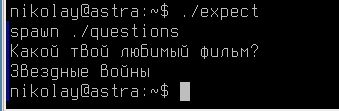 nikolay@astra:~$ ./expect
spawn ./questions
Какой твой любимый фильм?
Звездные Войны
nikolay@astra:~$